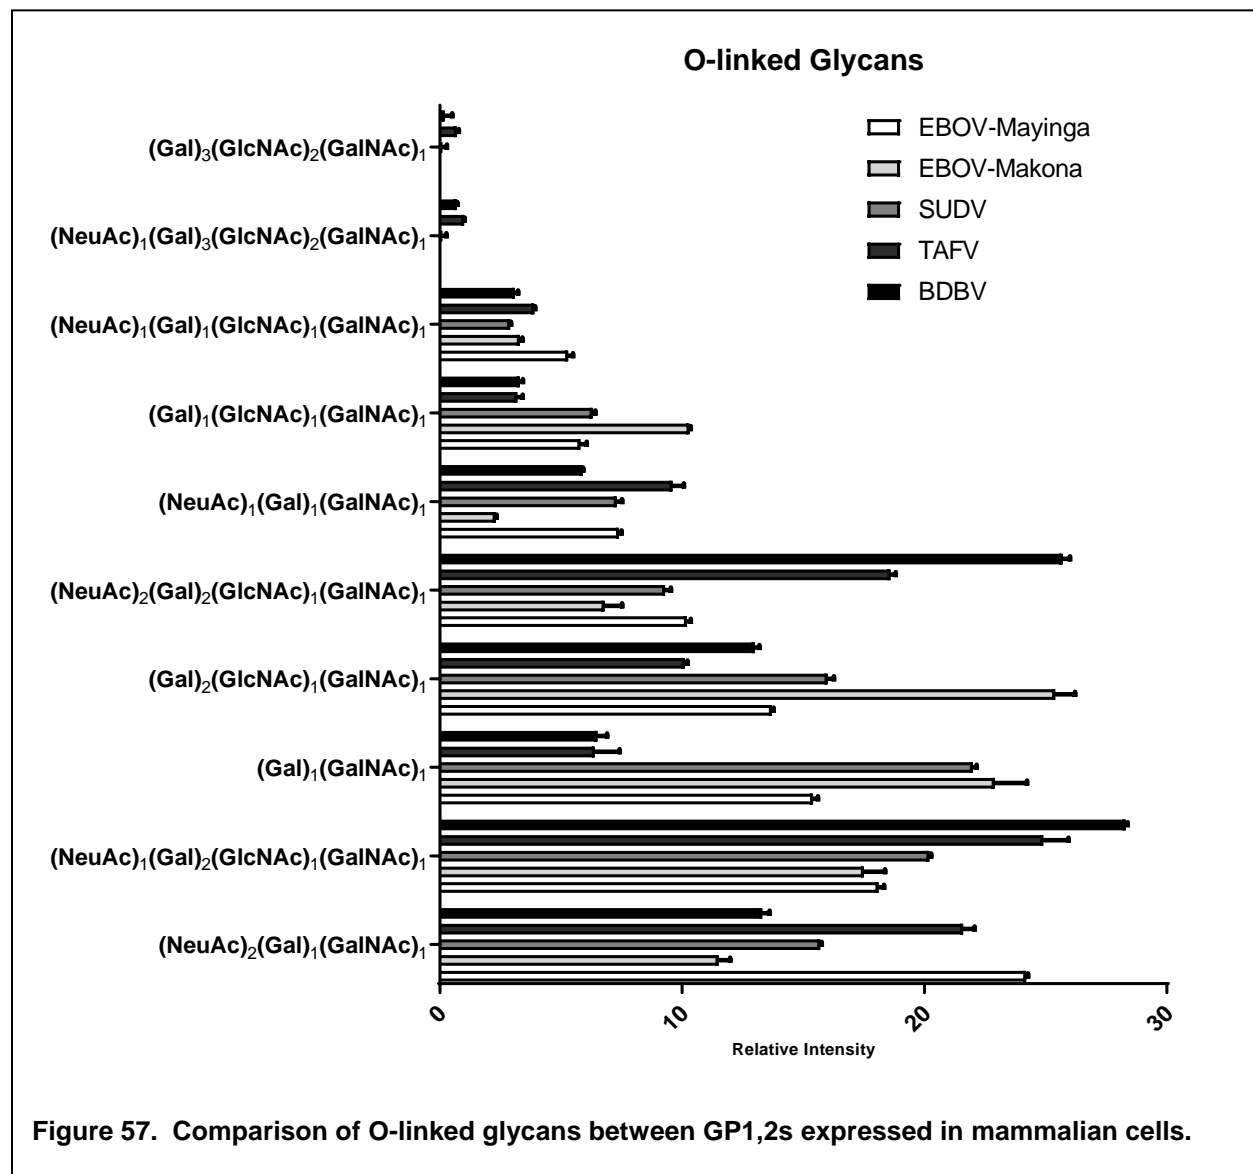 O-linked Glycans
EBOV-Mayinga
EBOV-Makona
SUDV
TAFV
BDBV
(Gal)₃(GlcNAc)₂(GalNAc)₁
(NeuAc)₁(Gal)₃(GlcNAc)₂(GalNAc)₁
(NeuAc)₁(Gal)₁(GlcNAc)₁(GalNAc)₁
(Gal)₁(GlcNAc)₁(GalNAc)₁
(NeuAc)₁(Gal)₁(GalNAc)₁
(NeuAc)₂(Gal)₂(GlcNAc)₁(GalNAc)₁
(Gal)₂(GlcNAc)₁(GalNAc)₁
(Gal)₁(GalNAc)₁
(NeuAc)₁(Gal)₂(GlcNAc)₁(GalNAc)₁
(NeuAc)₂(Gal)₁(GalNAc)₁
0 10 20 30
Relative Intensity
Figure 57. Comparison of O-linked glycans between GP1,2s expressed in mammalian cells.